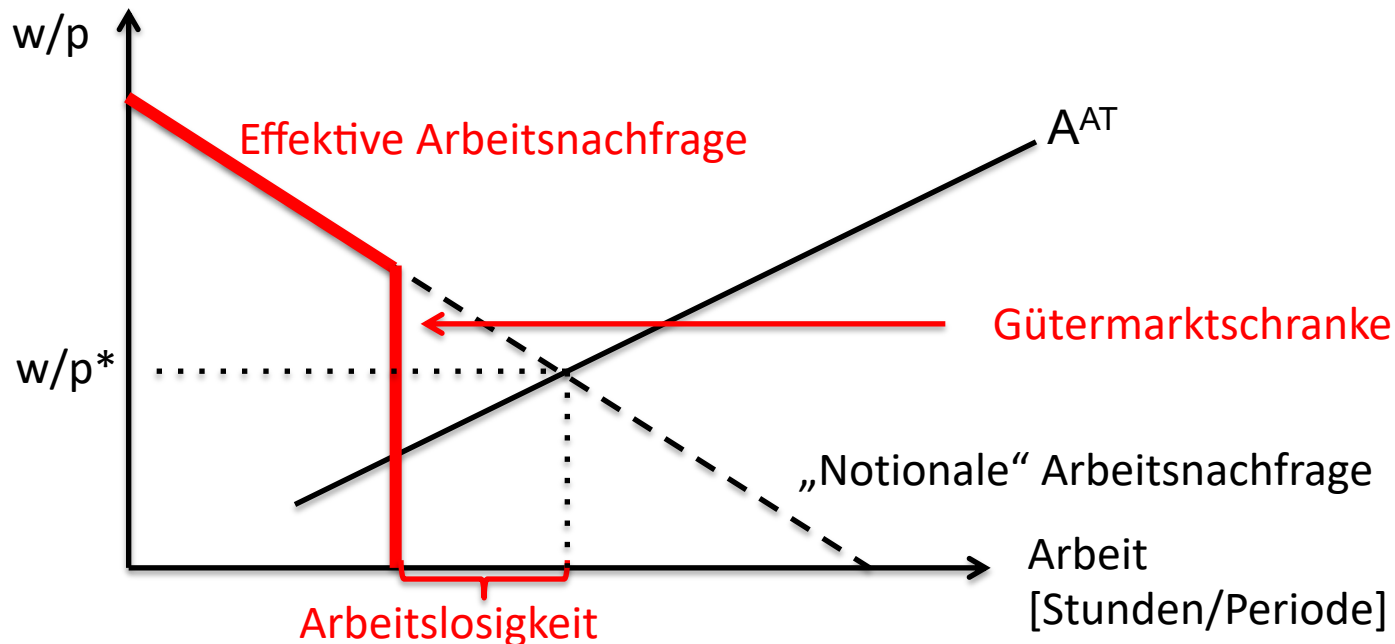 w/p
Effektive Arbeitsnachfrage
A^AT
Gütermarktschranke
w/p*
„Notionale“ Arbeitsnachfrage
Arbeit
[Stunden/Periode]
Arbeitslosigkeit